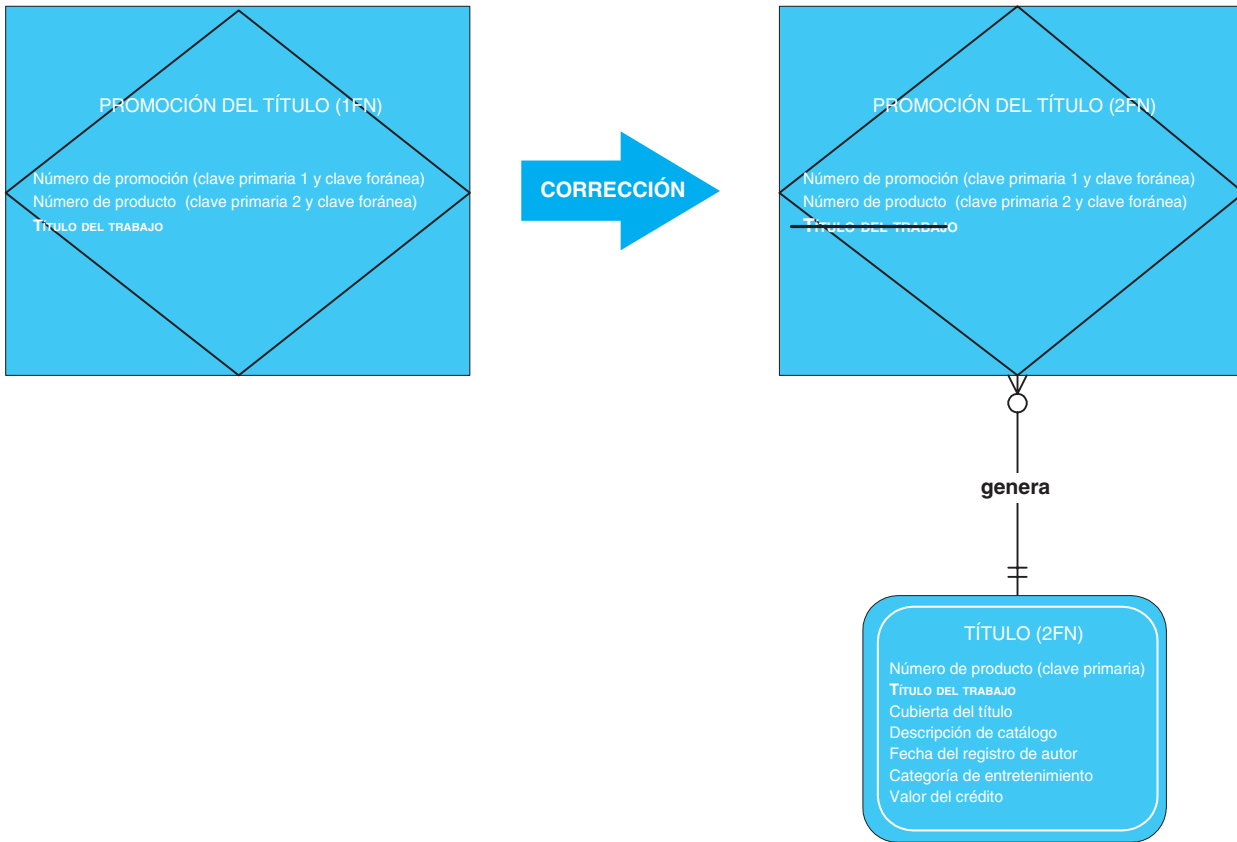 PROMOCIÓN DEL TÍTULO (1FN)
Número de promoción (clave primaria 1 y clave foránea)
Número de producto (clave primaria 2 y clave foránea)
TÍTULO DEL TRABAJO
CORRECCIÓN
PROMOCIÓN DEL TÍTULO (2FN)
Número de promoción (clave primaria 1 y clave foránea)
Número de producto (clave primaria 2 y clave foránea)
TÍTULO DEL TRABAJO
genera
TÍTULO (2FN)
Número de producto (clave primaria)
TÍTULO DEL TRABAJO
Cubierta del título
Descripción de catálogo
Fecha del registro de autor
Categoría de entretenimiento
Valor del crédito